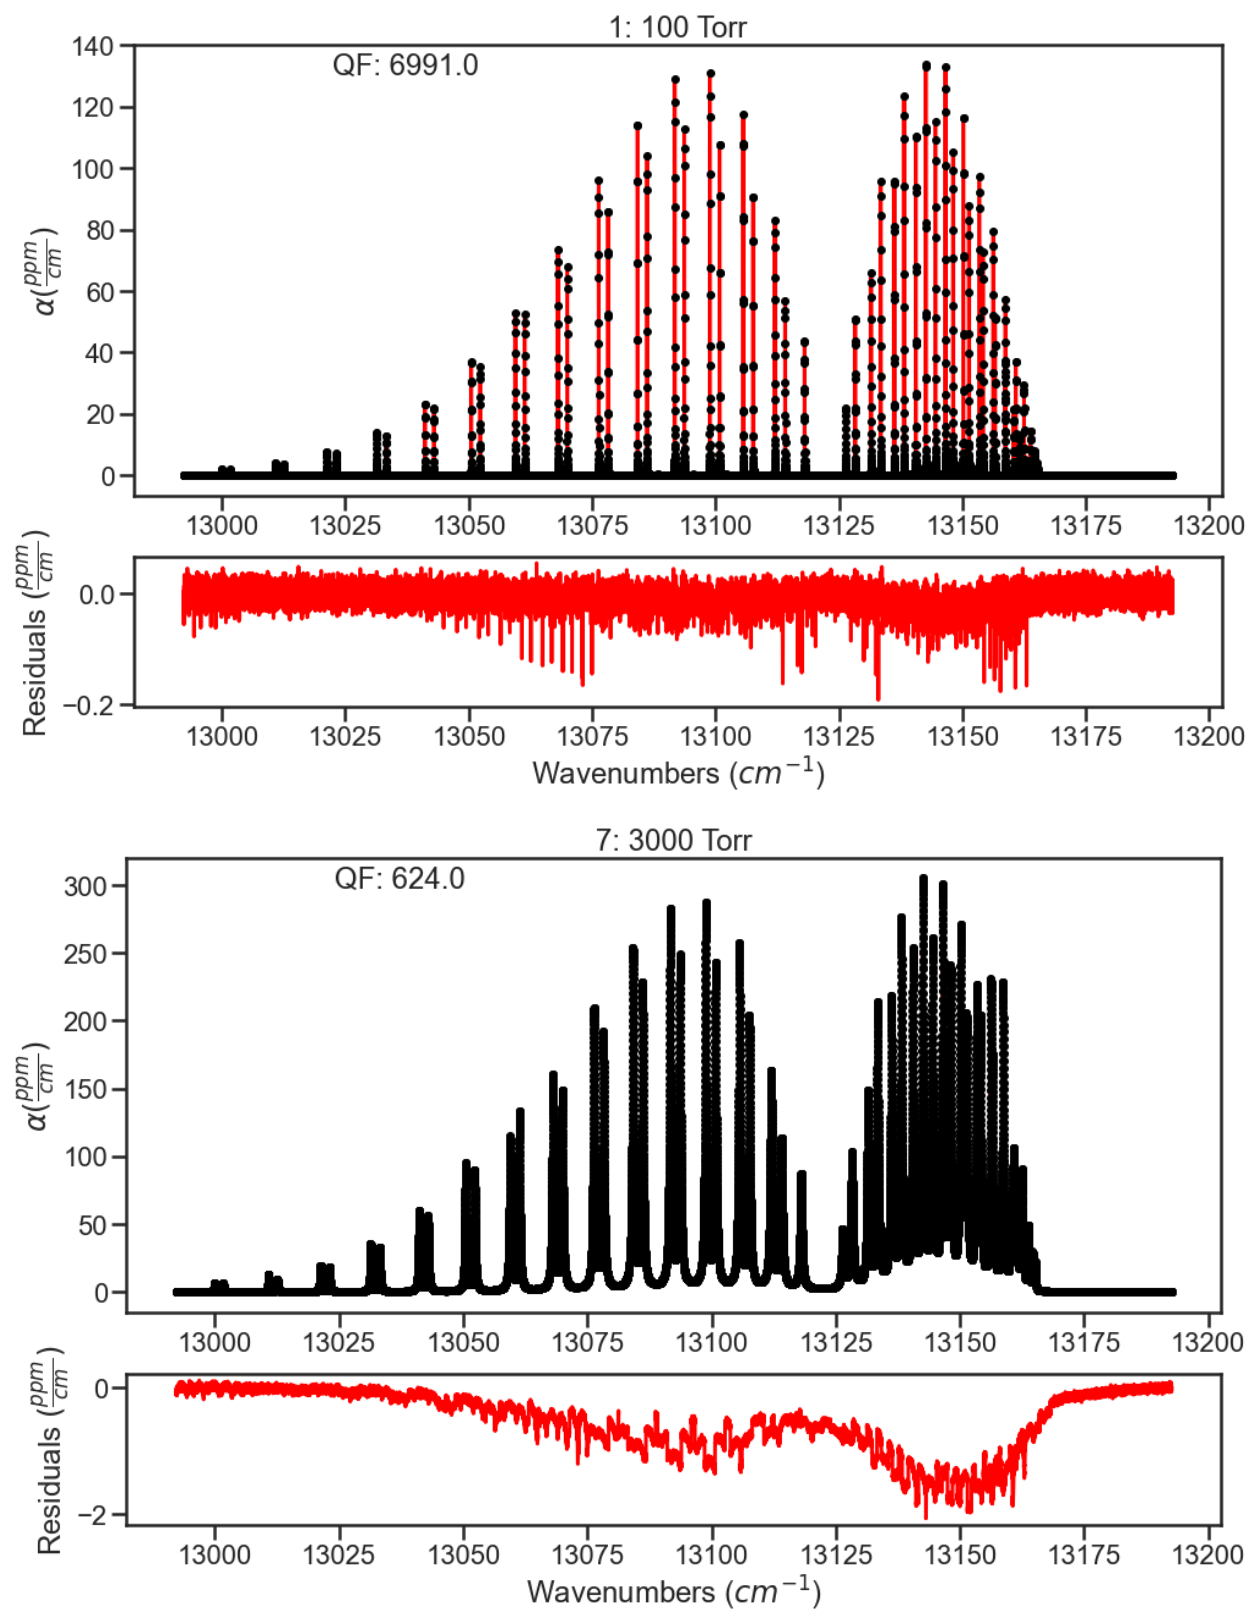 1: 100 Torr
QF: 6991.0
140
120
100
80
60
40
20
0
α(ppm/cm)
13000 13025 13050 13075 13100 13125 13150 13175 13200
0.0
−0.2
Residuals (ppm/cm)
13000 13025 13050 13075 13100 13125 13150 13175 13200
Wavenumbers (cm⁻¹)
7: 3000 Torr
QF: 624.0
300
250
200
150
100
50
0
α(ppm/cm)
13000 13025 13050 13075 13100 13125 13150 13175 13200
0
−2
Residuals (ppm/cm)
13000 13025 13050 13075 13100 13125 13150 13175 13200
Wavenumbers (cm⁻¹)